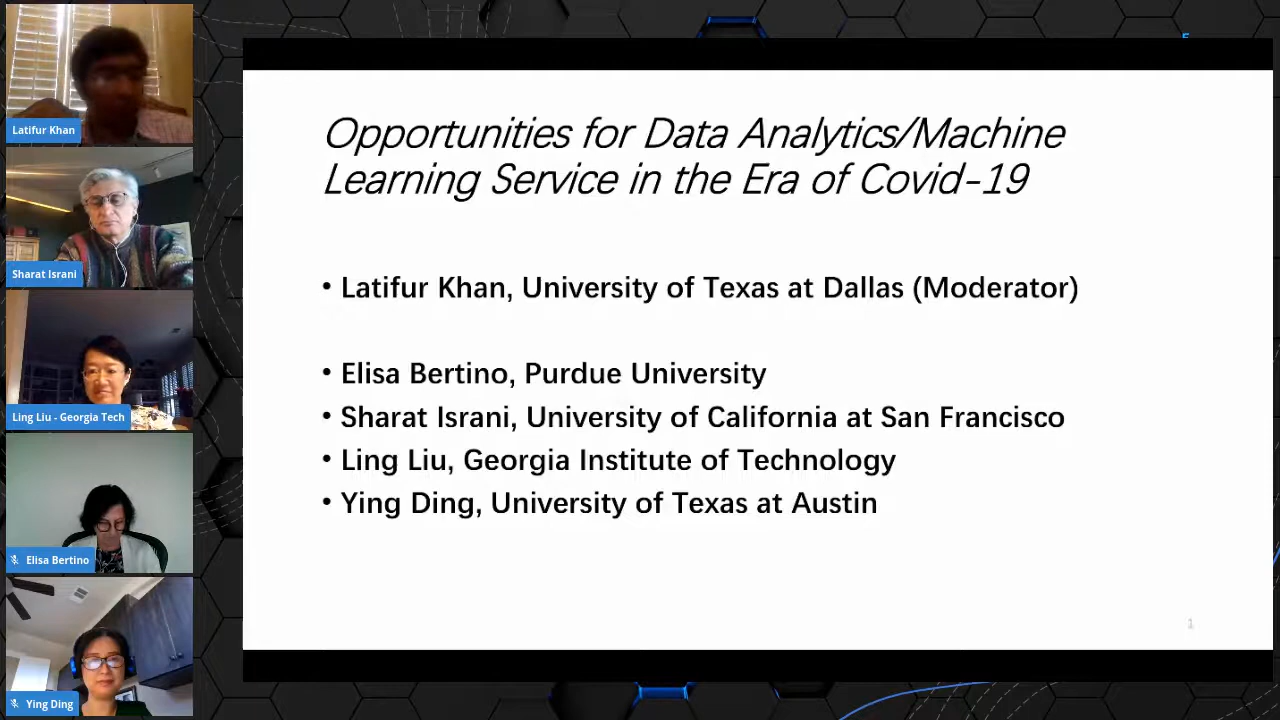 Latifur Khan
Sharat Israni
Ling Liu - Georgia Tech
Elisa Bertino
Ying Ding
Opportunities for Data Analytics/Machine
Learning Service in the Era of Covid-19
• Latifur Khan, University of Texas at Dallas (Moderator)
• Elisa Bertino, Purdue University
• Sharat Israni, University of California at San Francisco
• Ling Liu, Georgia Institute of Technology
• Ying Ding, University of Texas at Austin
1